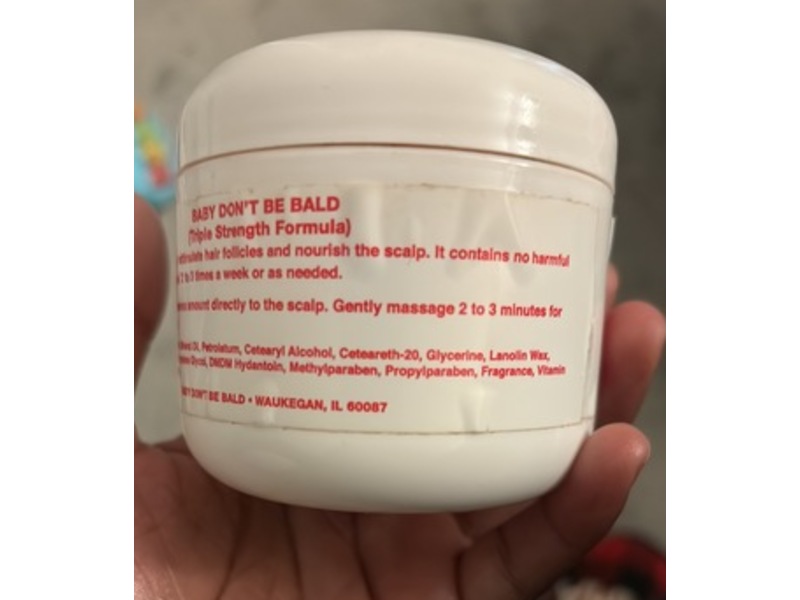 BABY DON'T BE BALD
(Triple Strength Formula)
hair follicies and nourish the scalp. It contains no harmful
2 to 3 times a week or as needed.
amount directly to the scalp. Gently massage 2 to 3 minutes for
Petrolatum, Cetearyl Alcohol, Ceteareth-20, Glycerine, Lanolin Wax,
Glycol, DMDM Hydantoin, Methylparaben, Propylparaben, Fragrance, Vitamin
BABY DON'T BE BALD • WAUKEGAN, IL 60087